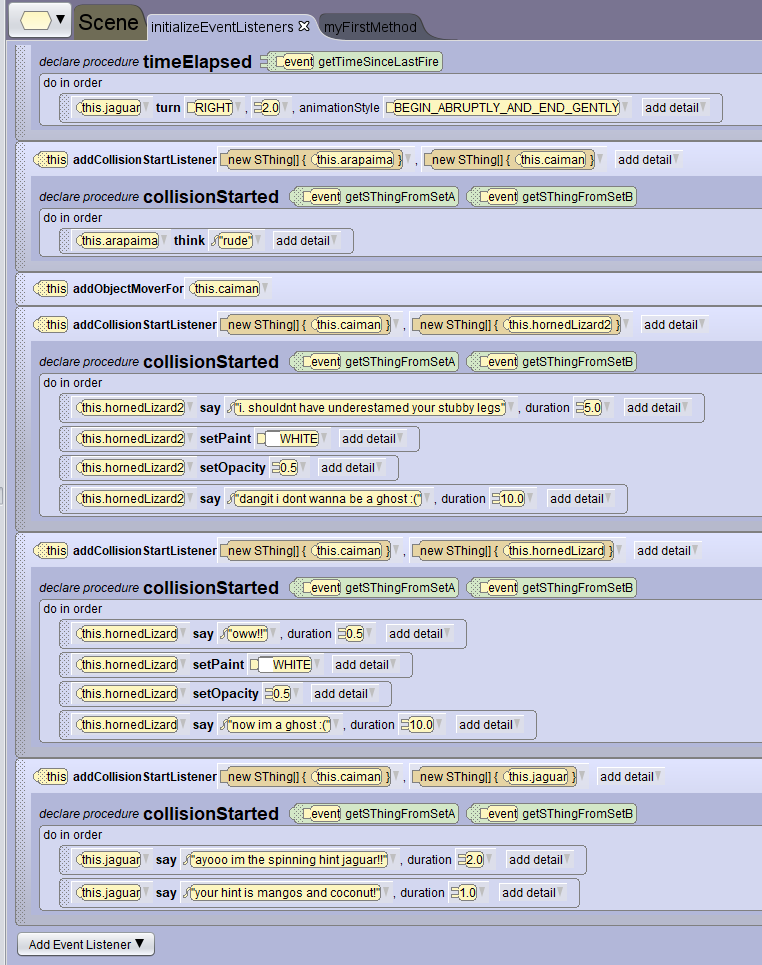 Scene initializeEventListeners myFirstMethod
declare procedure timeElapsed event getTimeSinceLastFire
do in order
this.jaguar turn RIGHT , 2.0 , animationStyle BEGIN_ABRUPTLY_AND_END_GENTLY add detail
this addCollisionStartListener new SThing[] { this.arapaima } , new SThing[] { this.caiman } add detail
declare procedure collisionStarted event getSThingFromSetA event getSThingFromSetB
do in order
this.arapaima think "rude" add detail
this addObjectMoverFor this.caiman
this addCollisionStartListener new SThing[] { this.caiman } , new SThing[] { this.hornedLizard2 } add detail
declare procedure collisionStarted event getSThingFromSetA event getSThingFromSetB
do in order
this.hornedLizard2 say "i. shouldnt have underestamed your stubby legs" , duration 5.0 add detail
this.hornedLizard2 setPaint WHITE add detail
this.hornedLizard2 setOpacity 0.5 add detail
this.hornedLizard2 say "dangit i dont wanna be a ghost :(" , duration 10.0 add detail
this addCollisionStartListener new SThing[] { this.caiman } , new SThing[] { this.hornedLizard } add detail
declare procedure collisionStarted event getSThingFromSetA event getSThingFromSetB
do in order
this.hornedLizard say "oww!!" , duration 0.5 add detail
this.hornedLizard setPaint WHITE add detail
this.hornedLizard setOpacity 0.5 add detail
this.hornedLizard say "now im a ghost :(" , duration 10.0 add detail
this addCollisionStartListener new SThing[] { this.caiman } , new SThing[] { this.jaguar } add detail
declare procedure collisionStarted event getSThingFromSetA event getSThingFromSetB
do in order
this.jaguar say "ayooo im the spinning hint jaguar!!" , duration 2.0 add detail
this.jaguar say "your hint is mangos and coconut!" , duration 1.0 add detail
Add Event Listener